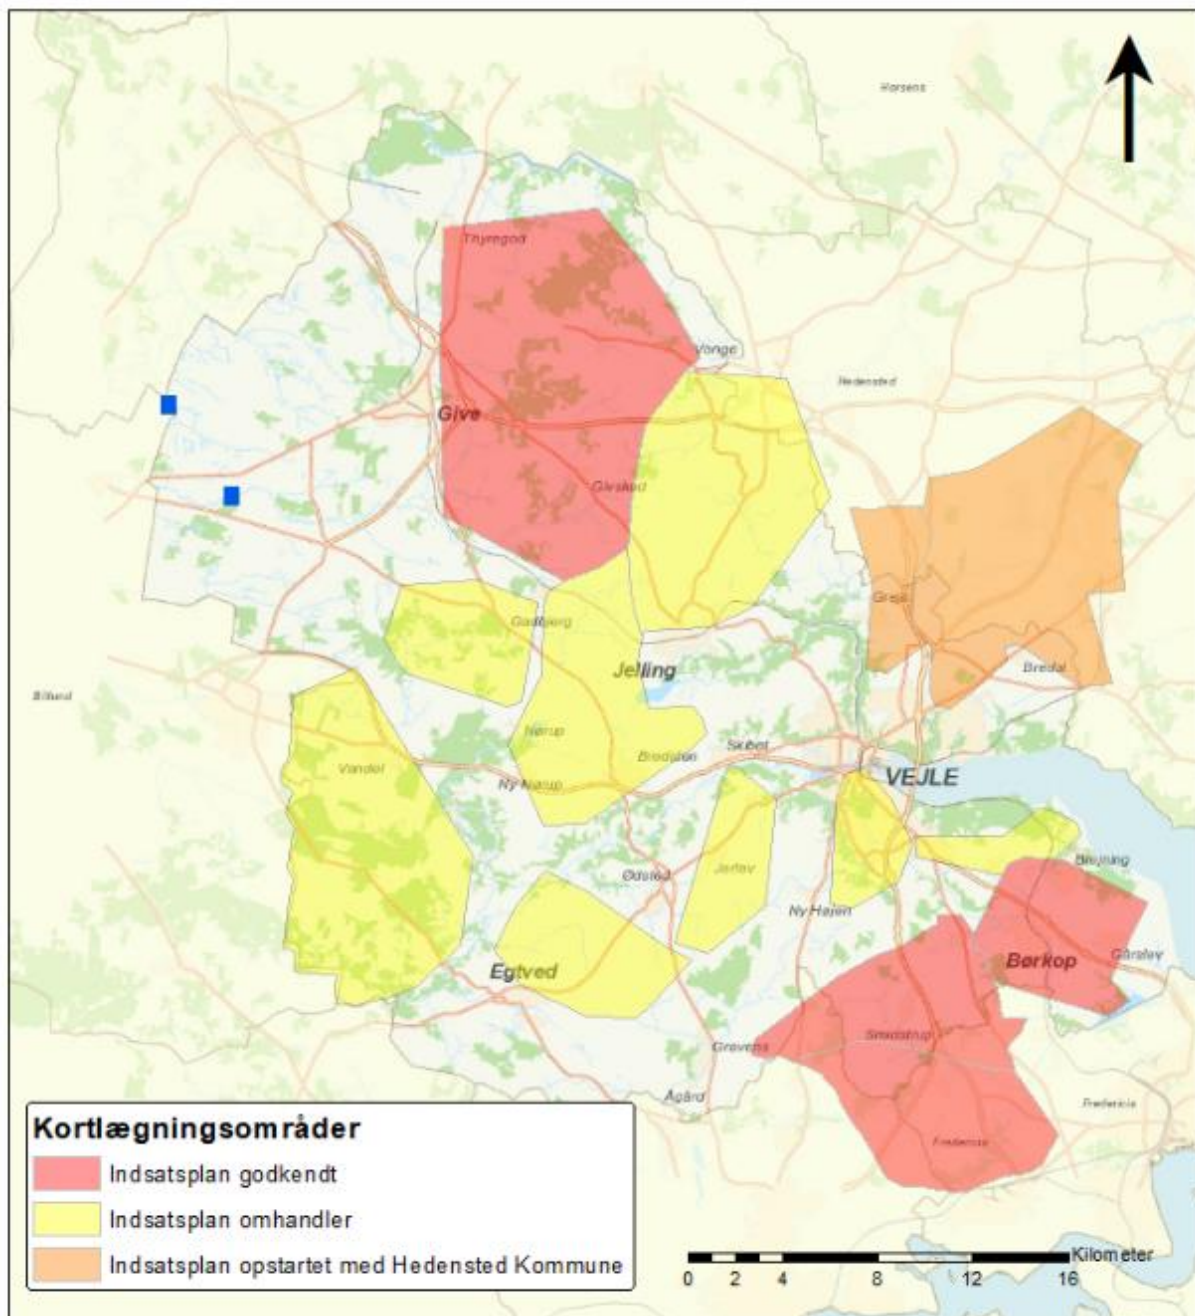 Horsens
Thyregod
Vonge
Hedensted
Give
Givskud
Grejs
Gadbjerg
Bredal
Jelling
Billund
Nørup
Bredsten
Skibet
Vandel
VEJLE
Ny Nørup
Brejning
Ødsted
Jerlev
Ny Højen
Egtved
Børkop
Gårslev
Smidstrup
Gravens
Ågård
Fredericia
Fredericia
Kortlægningsområder
Indsatsplan godkendt
Indsatsplan omhandler
Indsatsplan opstartet med Hedensted Kommune
Kilometer
0 2 4 8 12 16